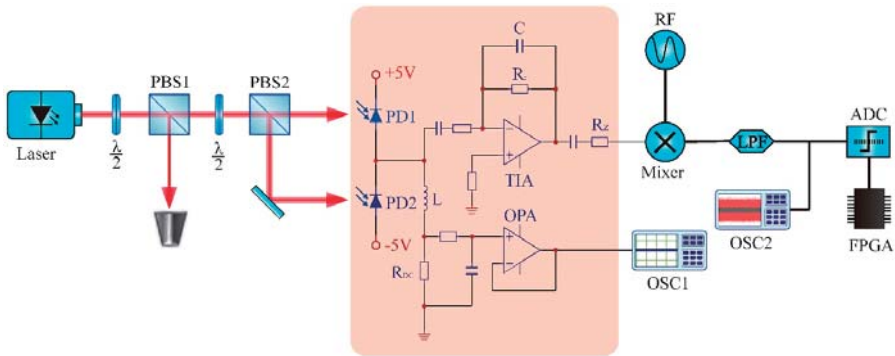 RF
C
PBS1
PBS2
+5V
R
ADC
PD1
λ/2
λ/2
Rz
LPF
Laser
TIA
Mixer
PD2
L
OPA
-5V
OSC2
FPGA
RDC
OSC1